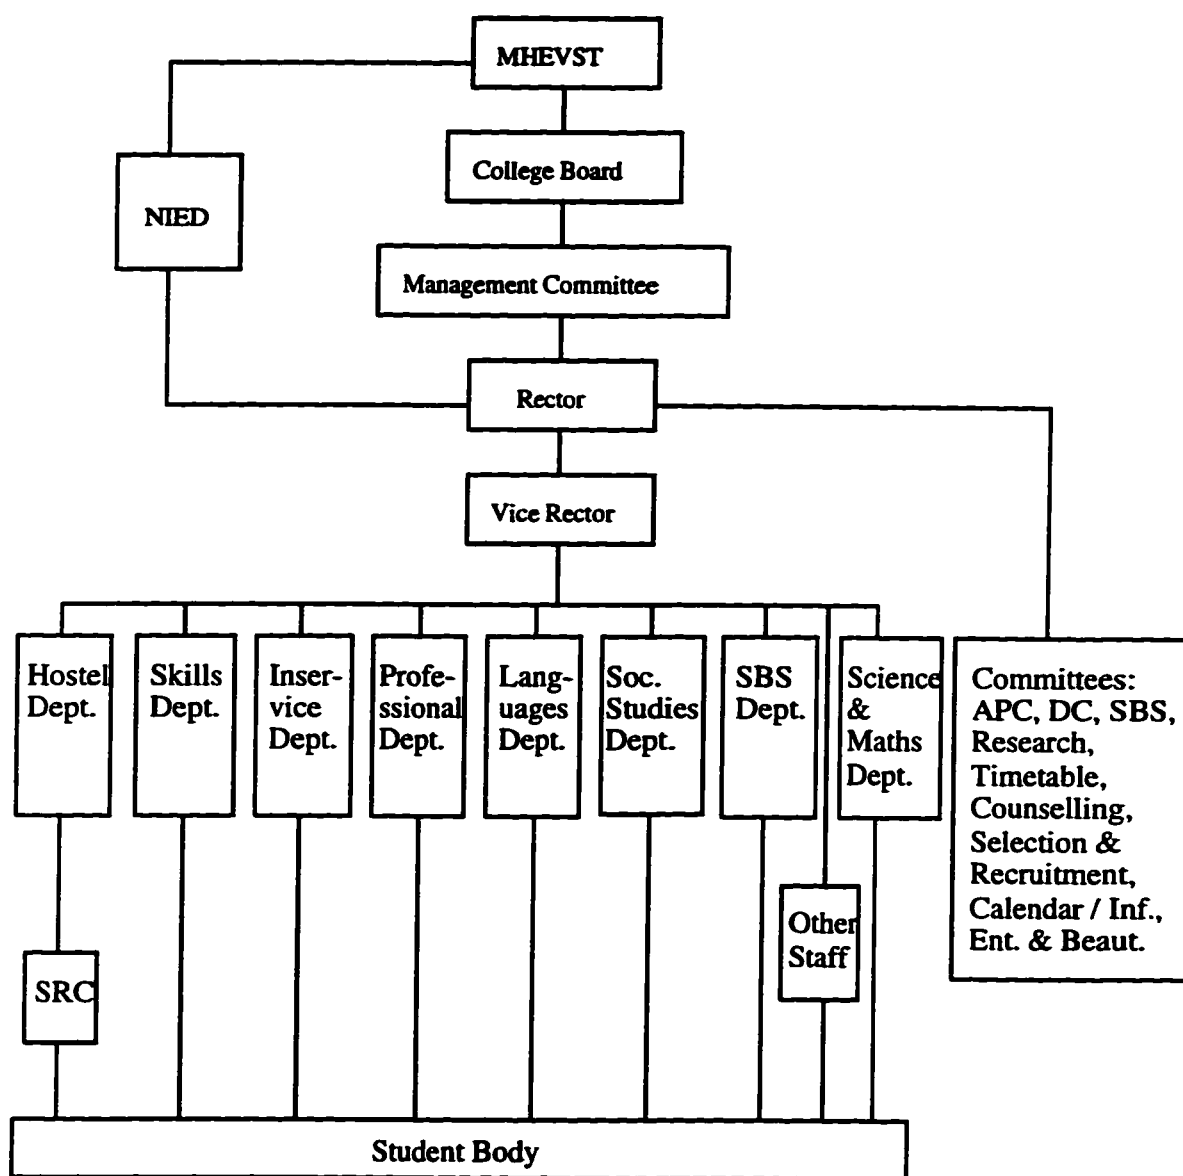 MHEVST
College Board
NIED
Management Committee
Rector
Vice Rector
Hostel
Dept.
Skills
Dept.
Inser-
vice
Dept.
Profe-
ssional
Dept.
Lang-
uages
Dept.
Soc.
Studies
Dept.
SBS
Dept.
Science
&
Maths
Dept.
Committees:
APC, DC, SBS,
Research,
Timetable,
Counselling,
Selection &
Recruitment,
Calendar / Inf.,
Ent. & Beaut.
Other
Staff
SRC
Student Body